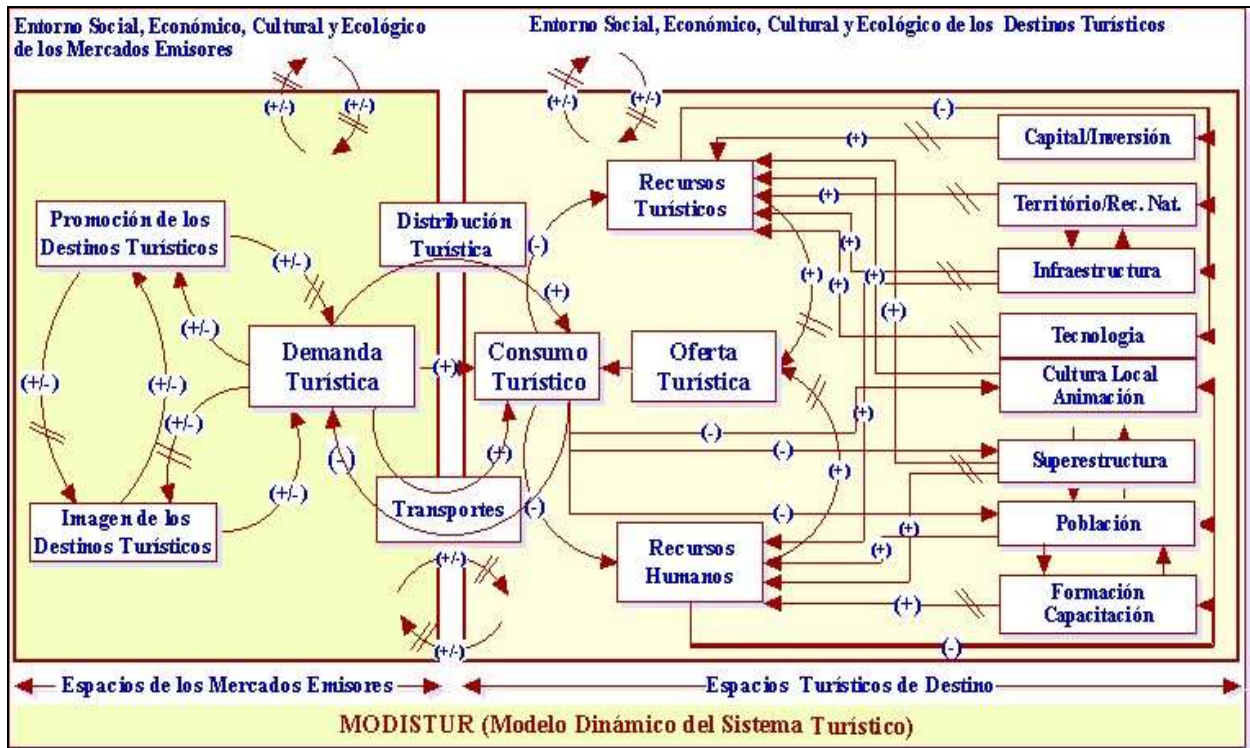 Entorno Social, Económico, Cultural y Ecológico
de los Mercados Emisores
Entorno Social, Económico, Cultural y Ecológico de los Destinos Turísticos
(+/-)
(+/-)
(+/-)
(+/-)
(-)
(+)
Capital/Inversión
Recursos
Turísticos
(+)
Território/Rec. Nat.
Promoción de los
Destinos Turísticos
Distribución
Turística
(-)
(+)
(+/-)
(+)
(+)
(+)
(+)
Infraestructura
(+)
(+)
(+/-)
Tecnologia
Demanda
Turística
(+)
Consumo
Turístico
Oferta
Turística
Cultura Local
Animación
(+/-)
(+/-)
(+/-)
(+)
(-)
(-)
(+)
(-)
Superestructura
(+)
(+/-)
Imagen de los
Destinos Turísticos
Transportes
(-)
(-)
Población
(+)
(+/-)
Recursos
Humanos
(+)
(+)
Formación
Capacitación
(+/-)
(-)
Espacios de los Mercados Emisores
Espacios Turísticos de Destino
MODISTUR (Modelo Dinámico del Sistema Turístico)